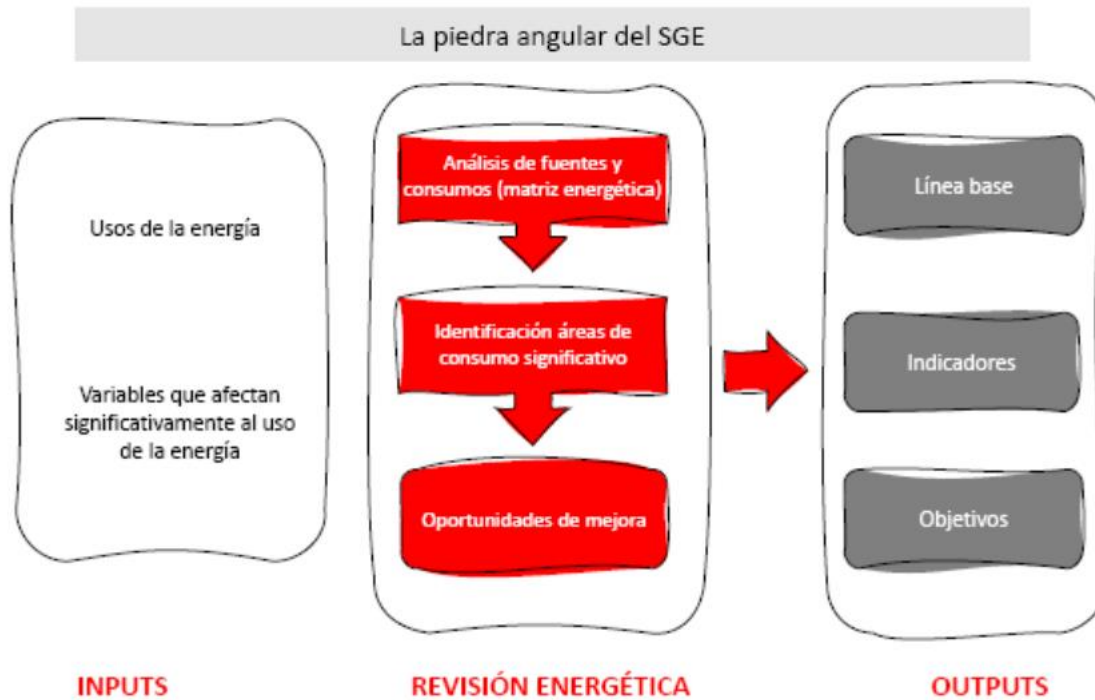 La piedra angular del SGE
Usos de la energía
Variables que afectan
significativamente al uso
de la energía
INPUTS
Análisis de fuentes y
consumos (matriz energética)
Identificación áreas de
consumo significativo
Oportunidades de mejora
REVISIÓN ENERGÉTICA
Línea base
Indicadores
Objetivos
OUTPUTS